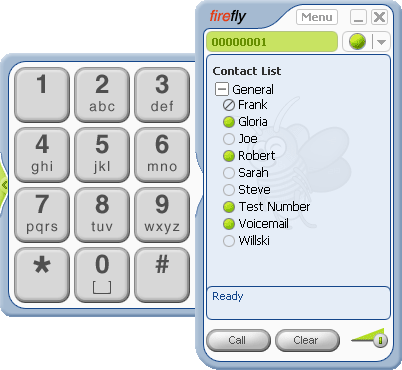 1
2
abc
3
def
4
ghi
5
jkl
6
mno
7
pqrs
8
tuv
9
wxyz
*
0
#
firefly
Menu
00000001
Contact List
General
Frank
Gloria
Joe
Robert
Sarah
Steve
Test Number
Voicemail
Willski
Ready
Call
Clear